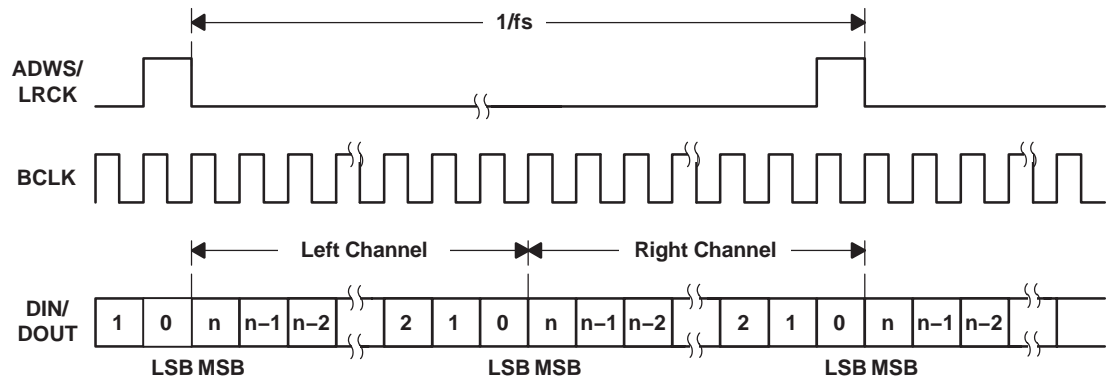 1/fs
ADWS/
LRCK
BCLK
Left Channel
Right Channel
DIN/
DOUT
1 0 n n−1 n−2 2 1 0 n n−1 n−2 2 1 0 n n−1 n−2
LSB MSB LSB MSB LSB MSB